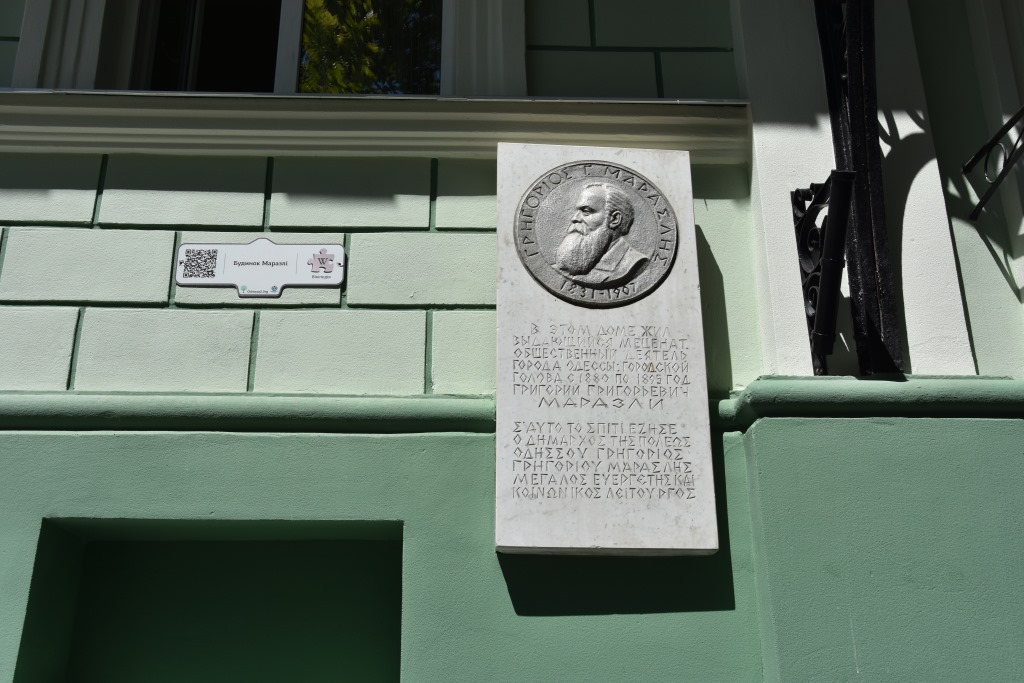 Будинок Маразлі
W
ΓΡΗΓΟΡΙΟΣ Γ. ΜΑΡΑΣΛΗΣ
1831-1907
В ЭТОМ ДОМЕ ЖИЛ
ВЫДАЮЩИЙСЯ МЕЦЕНАТ,
ОБЩЕСТВЕННЫЙ ДЕЯТЕЛЬ
ГОРОДА ОДЕССЫ: ГОРОДСКОЙ
ГОЛОВА С 1880 ПО 1895 ГОД
ГРИГОРИЙ ГРИГОРЬЕВИЧ
МАРАЗЛИ
Σ'ΑΥΤΟ ΤΟ ΣΠΙΤΙ ΕΖΗΣΕ
Ο ΔΗΜΑΡΧΟΣ ΤΗΣ ΠΟΛΕΩΣ
ΟΔΗΣΣΟΥ ΓΡΗΓΟΡΙΟΣ
ΓΡΗΓΟΡΙΟΥ ΜΑΡΑΣΛΗΣ
ΜΕΓΑΛΟΣ ΕΥΕΡΓΕΤΗΣ ΚΑΙ
ΚΟΙΝΩΝΙΚΟΣ ΛΕΙΤΟΥΡΓΟΣ